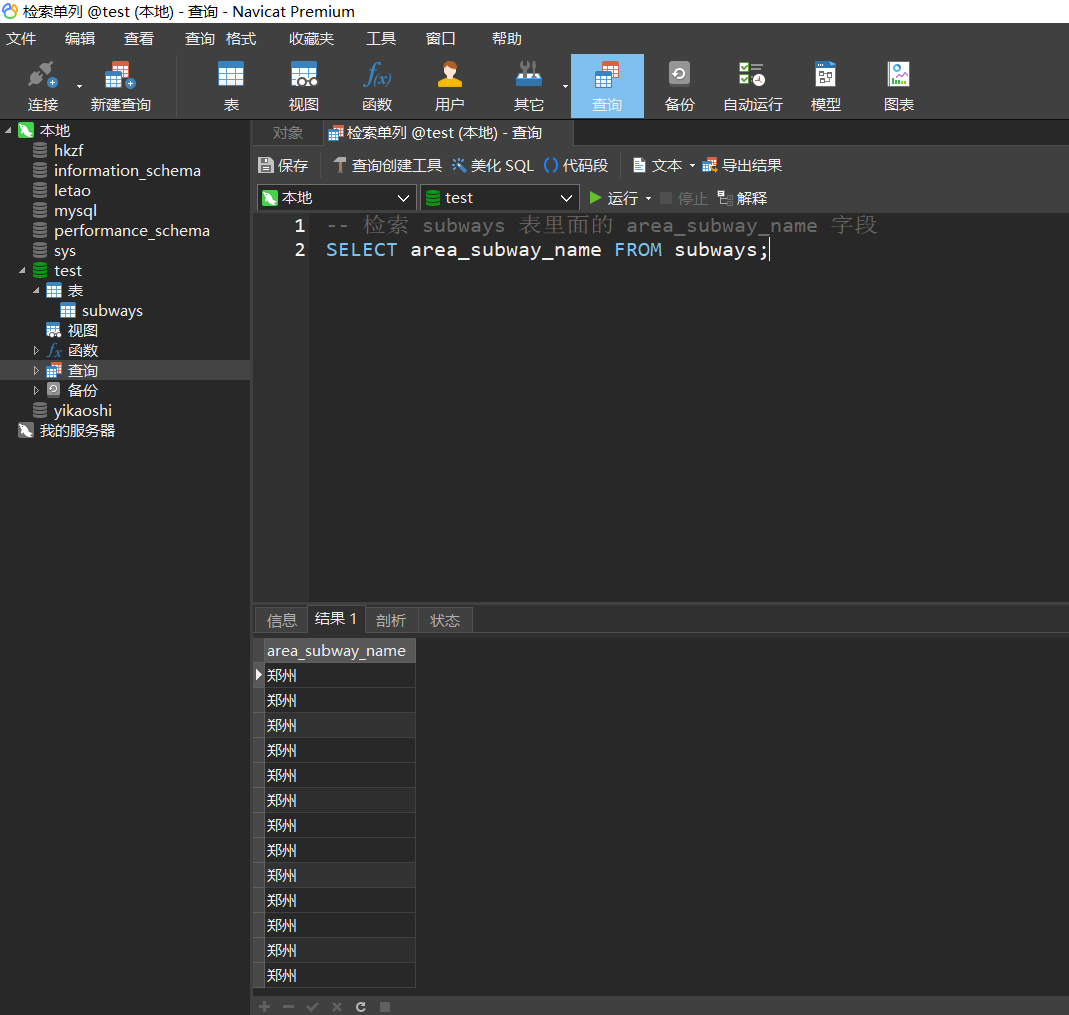 检索单列 @test (本地) - 查询 - Navicat Premium
文件 编辑 查看 查询 格式 收藏夹 工具 窗口 帮助
连接 新建查询 表 视图 函数 用户 其它 查询 备份 自动运行 模型 图表
本地
hkzf
information_schema
letao
mysql
performance_schema
sys
test
表
subways
视图
函数
查询
备份
yikaoshi
我的服务器
对象 检索单列 @test (本地) - 查询
保存 查询创建工具 美化 SQL 代码段 文本 导出结果
本地 test 运行 停止 解释
1 -- 检索 subways 表里面的 area_subway_name 字段
2 SELECT area_subway_name FROM subways;
信息 结果 1 剖析 状态
area_subway_name
郑州
郑州
郑州
郑州
郑州
郑州
郑州
郑州
郑州
郑州
郑州
郑州
郑州